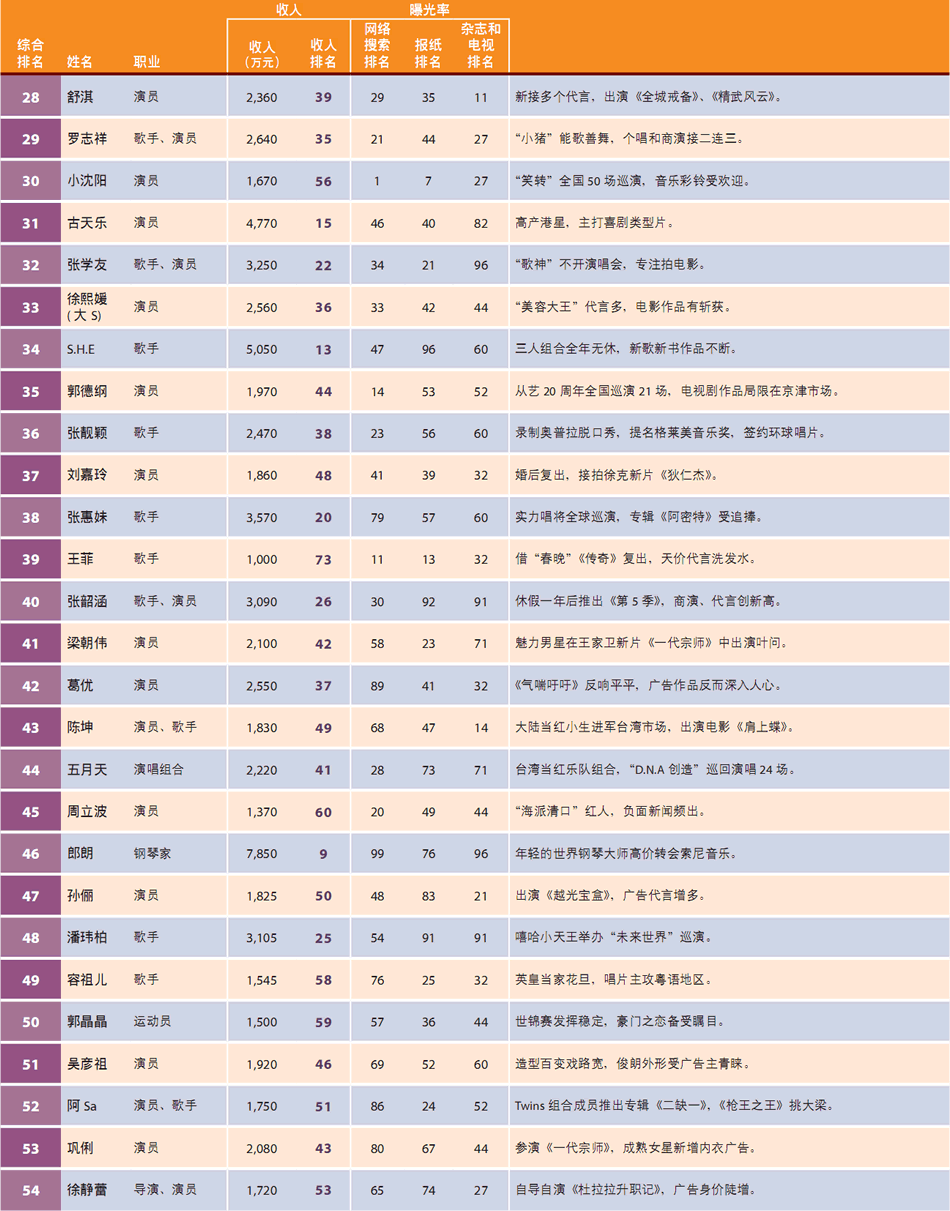 收人 曝光率
综合排名 姓名 职业 收人（万元） 收人排名 网络搜索排名 报纸排名 杂志和电视排名
28 舒淇 演员 2,360 39 29 35 11 新接多个代言，出演《全城戒备》、《精武风云》。
29 罗志祥 歌手、演员 2,640 35 21 44 27 “小猪”能歌善舞，个唱和商演接二连三。
30 小沈阳 演员 1,670 56 1 7 27 “笑转”全国50场巡演，音乐彩铃受欢迎。
31 古天乐 演员 4,770 15 46 40 82 高产港星，主打喜剧类型片。
32 张学友 歌手、演员 3,250 22 34 21 96 “歌神”不开演唱会，专注拍电影。
33 徐熙媛(大S) 演员 2,560 36 33 42 44 “美容大王”代言多，电影作品有斩获。
34 S.H.E 歌手 5,050 13 47 96 60 三人组合全年无休，新歌新书作品不断。
35 郭德纲 演员 1,970 44 14 53 52 从艺20周年全国巡演21场，电视剧作品局限在京津市场。
36 张靓颖 歌手 2,470 38 23 56 60 录制奥普拉脱口秀，提名格莱美音乐奖，签约环球唱片。
37 刘嘉玲 演员 1,860 48 41 39 32 婚后复出，接拍徐克新片《狄仁杰》。
38 张惠妹 歌手 3,570 20 79 57 60 实力唱将全球巡演，专辑《阿密特》受追捧。
39 王菲 歌手 1,000 73 11 13 32 借“春晚”《传奇》复出，天价代言洗发水。
40 张韶涵 歌手、演员 3,090 26 30 92 91 休假一年后推出《第5季》，商演、代言创新高。
41 梁朝伟 演员 2,100 42 58 23 71 魅力男星在王家卫新片《一代宗师》中出演叶问。
42 葛优 演员 2,550 37 89 41 32 《气喘吁吁》反响平平，广告作品反而深入人心。
43 陈坤 演员、歌手 1,830 49 68 47 14 大陆当红小生进军台湾市场，出演电影《肩上蝶》。
44 五月天 演唱组合 2,220 41 28 73 71 台湾当红乐队组合，“D.N.A创造”巡回演唱24场。
45 周立波 演员 1,370 60 20 49 44 “海派清口”红人，负面新闻频出。
46 郎朗 钢琴家 7,850 9 99 76 96 年轻的世界钢琴大师高价转会索尼音乐。
47 孙俪 演员 1,825 50 48 83 21 出演《越光宝盒》，广告代言增多。
48 潘玮柏 歌手 3,105 25 54 91 91 嘻哈小天王举办“未来世界”巡演。
49 容祖儿 歌手 1,545 58 76 25 32 英皇当家花旦，唱片主攻粤语地区。
50 郭晶晶 运动员 1,500 59 57 36 44 世锦赛发挥稳定，豪门之恋备受瞩目。
51 吴彦祖 演员 1,920 46 69 52 60 造型百变戏路宽，俊朗外形受广告主青睐。
52 阿Sa 演员、歌手 1,750 51 86 24 52 Twins组合成员推出专辑《二缺一》，《枪王之王》挑大梁。
53 巩俐 演员 2,080 43 80 67 44 参演《一代宗师》，成熟女星新增内衣广告。
54 徐静蕾 导演、演员 1,720 53 65 74 27 自导自演《杜拉拉升职记》，广告身价陡增。